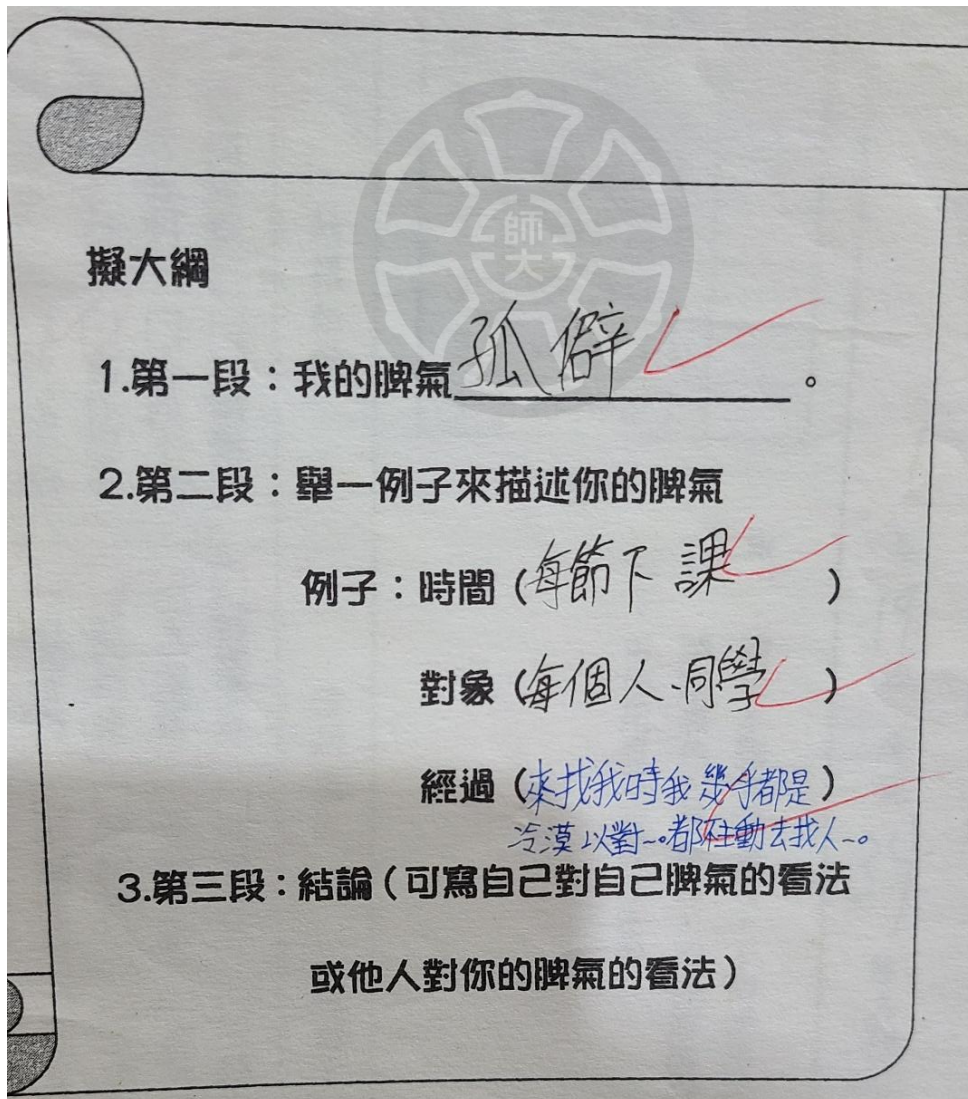 師大
擬大綱
1.第一段：我的脾氣孤僻。
2.第二段：舉一例子來描述你的脾氣
例子：時間（每節下課）
對象（每個人、同學）
經過（來找我時我幾乎都是）
冷漠以對~。都不主動去找人~。
3.第三段：結論（可寫自己對自己脾氣的看法
或他人對你的脾氣的看法）